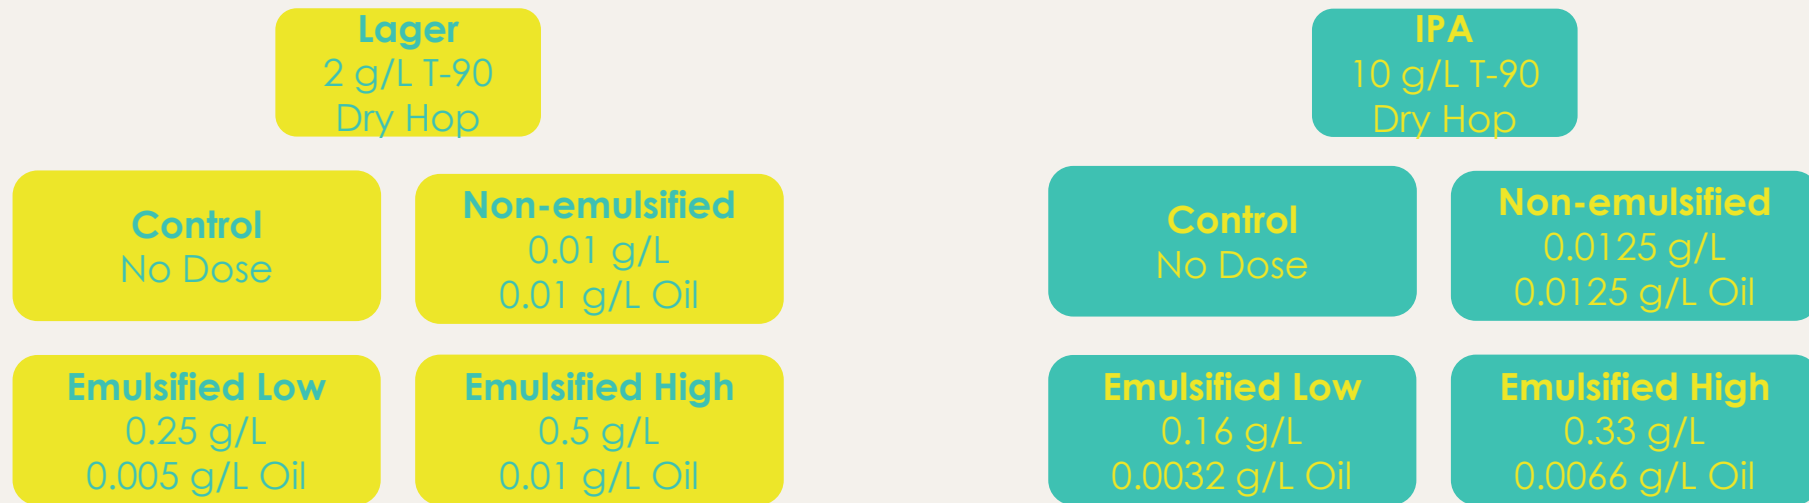 Lager
2 g/L T-90
Dry Hop
Control
No Dose
Non-emulsified
0.01 g/L
0.01 g/L Oil
Emulsified Low
0.25 g/L
0.005 g/L Oil
Emulsified High
0.5 g/L
0.01 g/L Oil
IPA
10 g/L T-90
Dry Hop
Control
No Dose
Non-emulsified
0.0125 g/L
0.0125 g/L Oil
Emulsified Low
0.16 g/L
0.0032 g/L Oil
Emulsified High
0.33 g/L
0.0066 g/L Oil